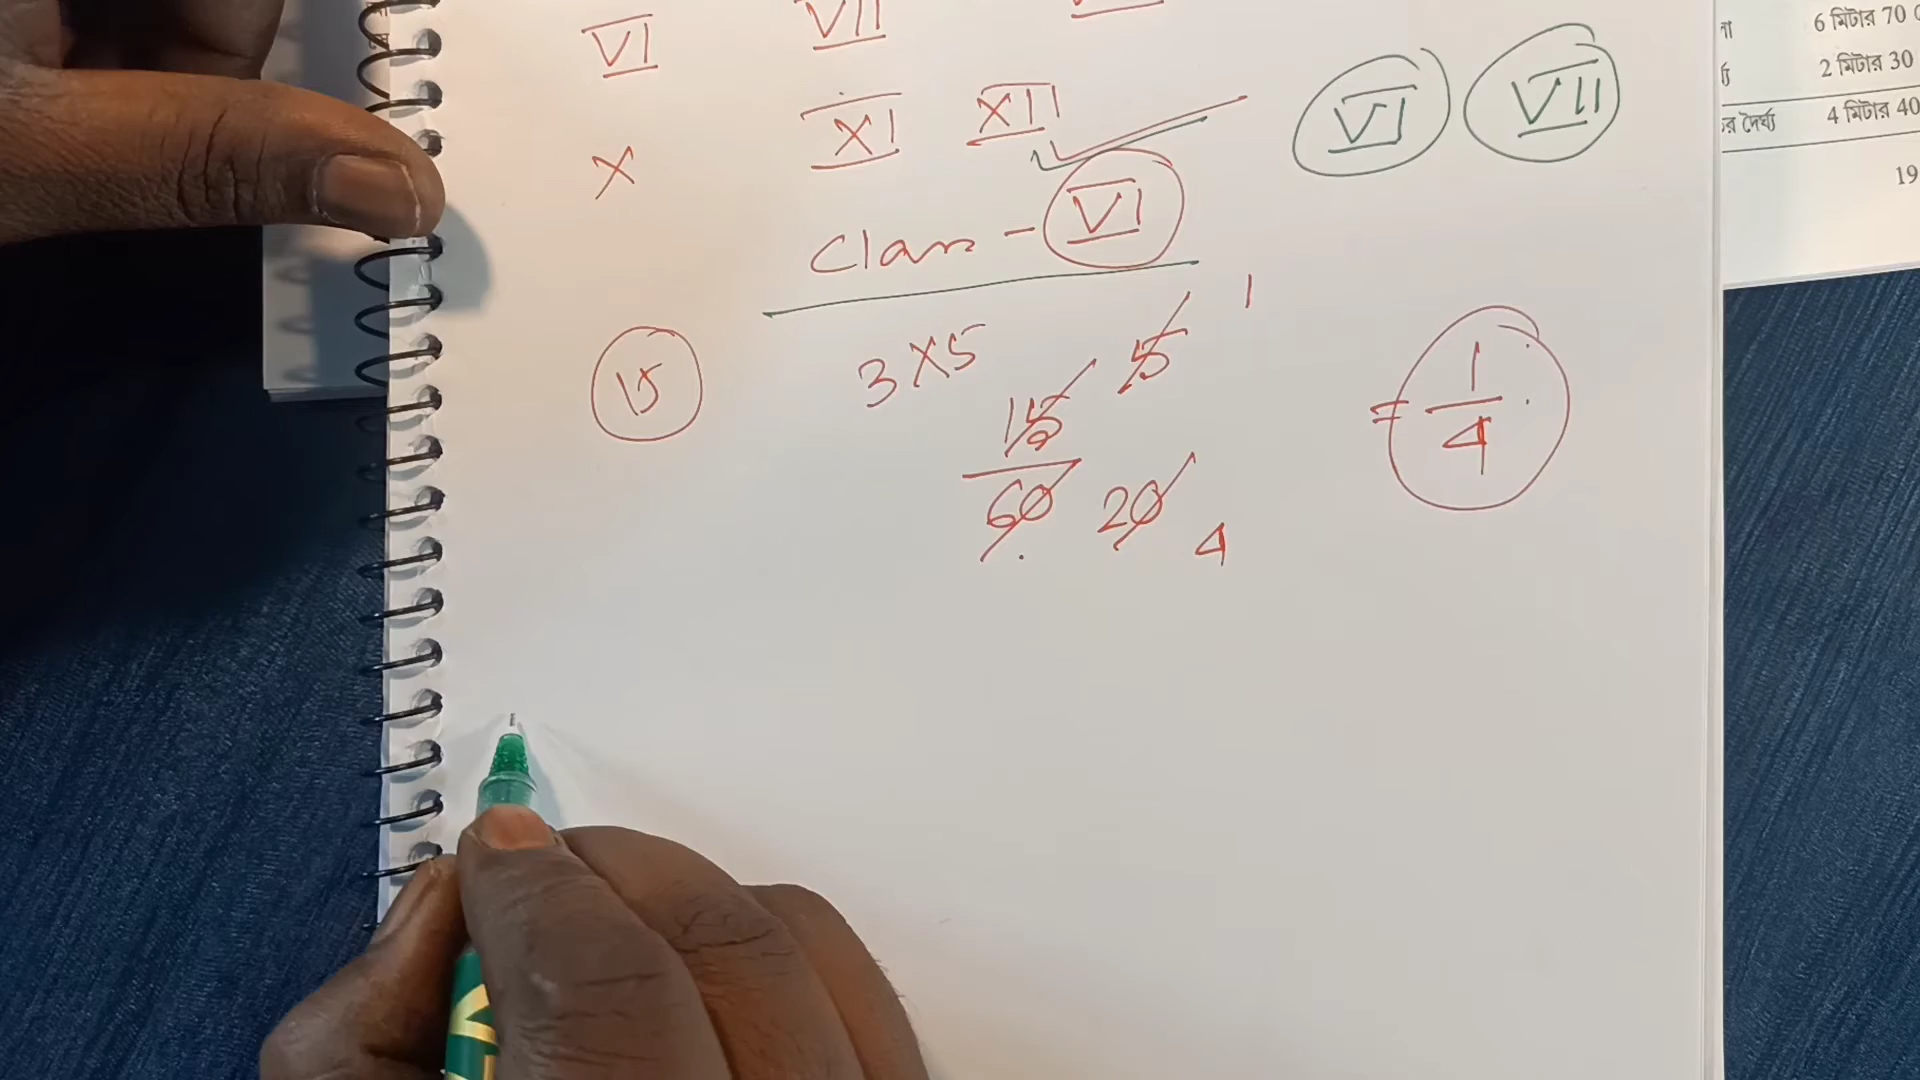 VI VII
X XI XII VI VII
Class - VI
15 3 X 5 15 5 1
60 20 4
= 1/4
6 মিটার 70
2 মিটার 30
দৈর্ঘ্য 4 মিটার 40
19